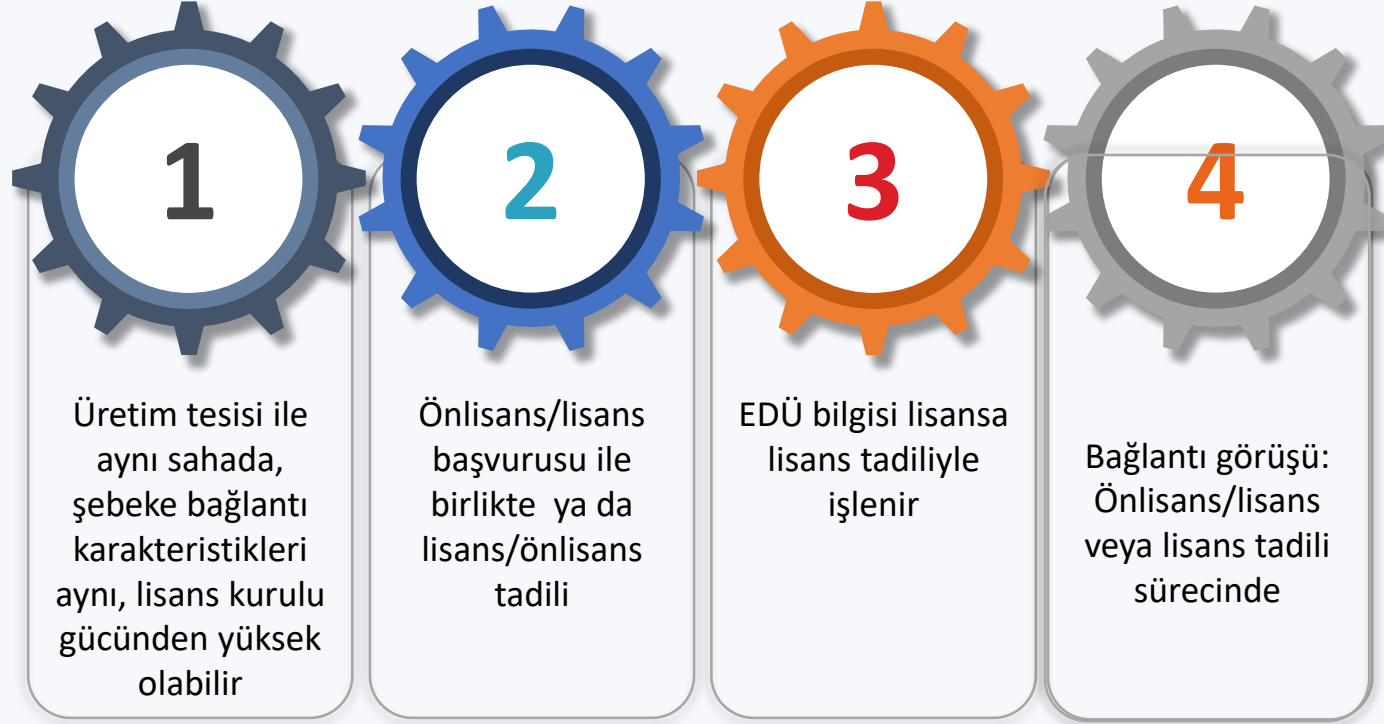 1
Üretim tesisi ile
aynı sahada,
şebeke bağlantı
karakteristikleri
aynı, lisans kurulu
gücünden yüksek
olabilir
2
Önlisans/lisans
başvurusu ile
birlikte ya da
lisans/önlisans
tadili
3
EDÜ bilgisi lisansa
lisans tadiliyle
işlenir
4
Bağlantı görüşü:
Önlisans/lisans
veya lisans tadili
sürecinde